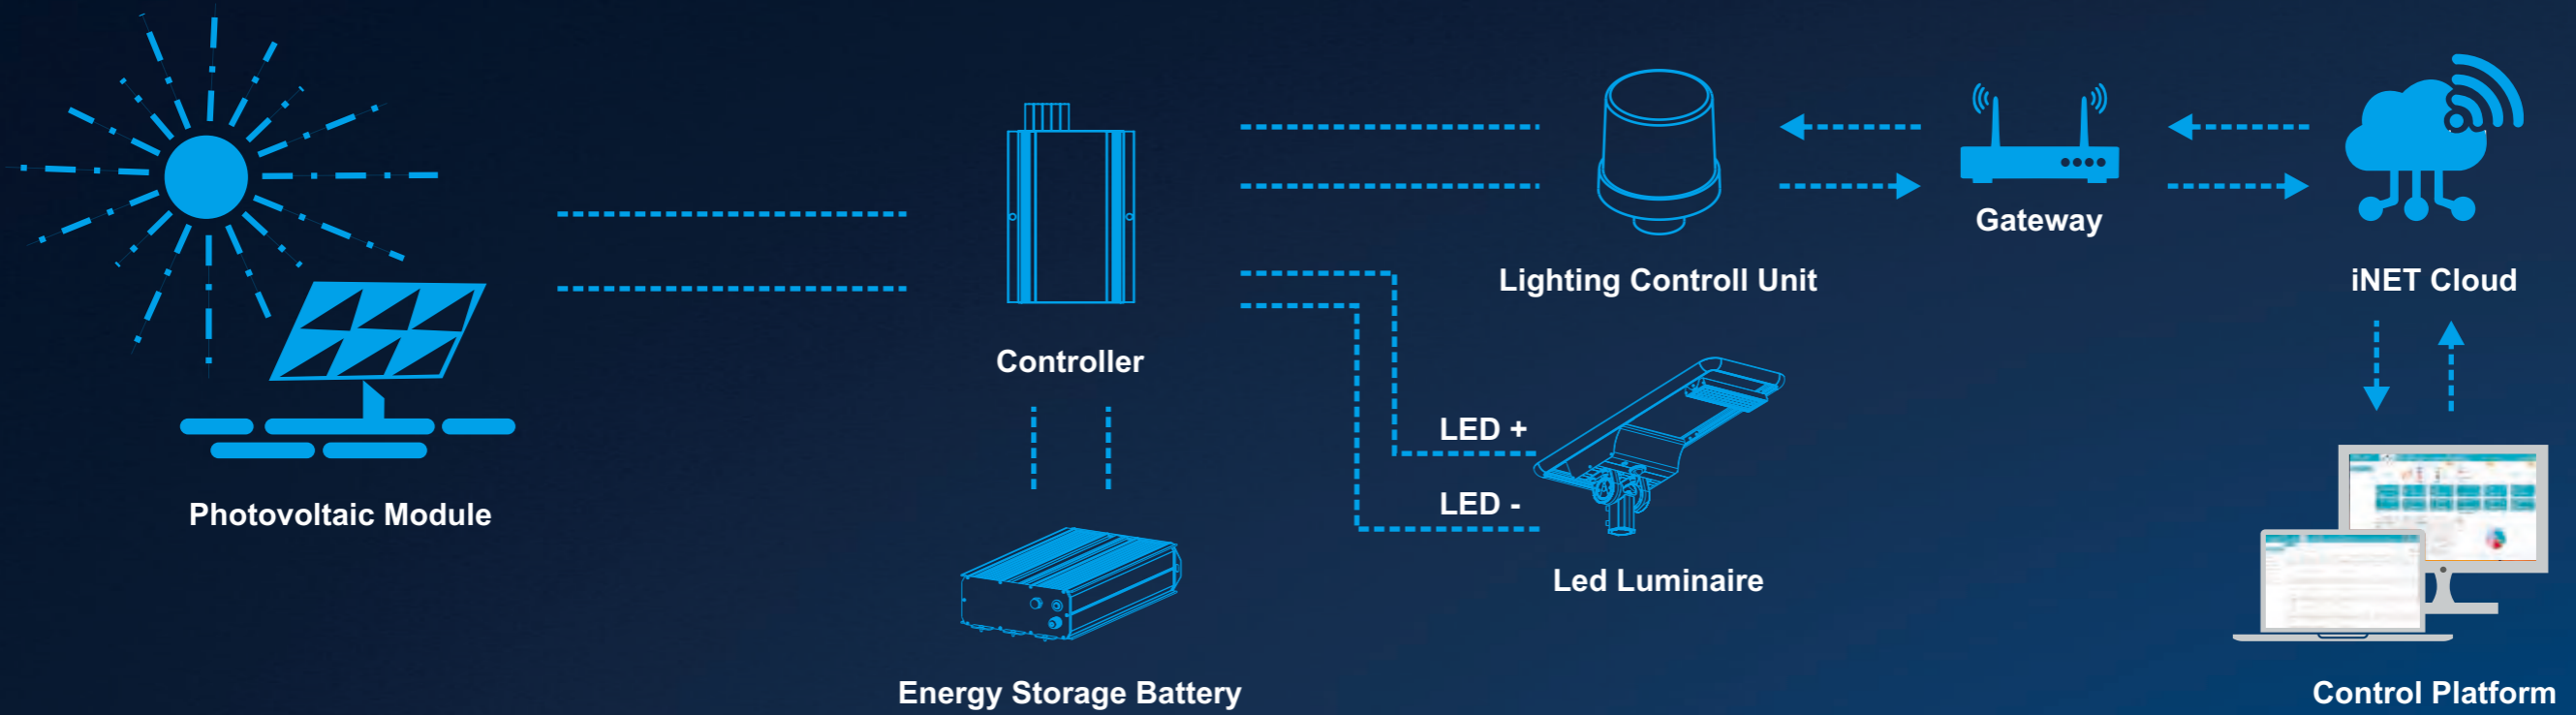 Gateway
Lighting Controll Unit
iNET Cloud
Controller
LED +
LED -
Photovoltaic Module
Led Luminaire
Energy Storage Battery
Control Platform